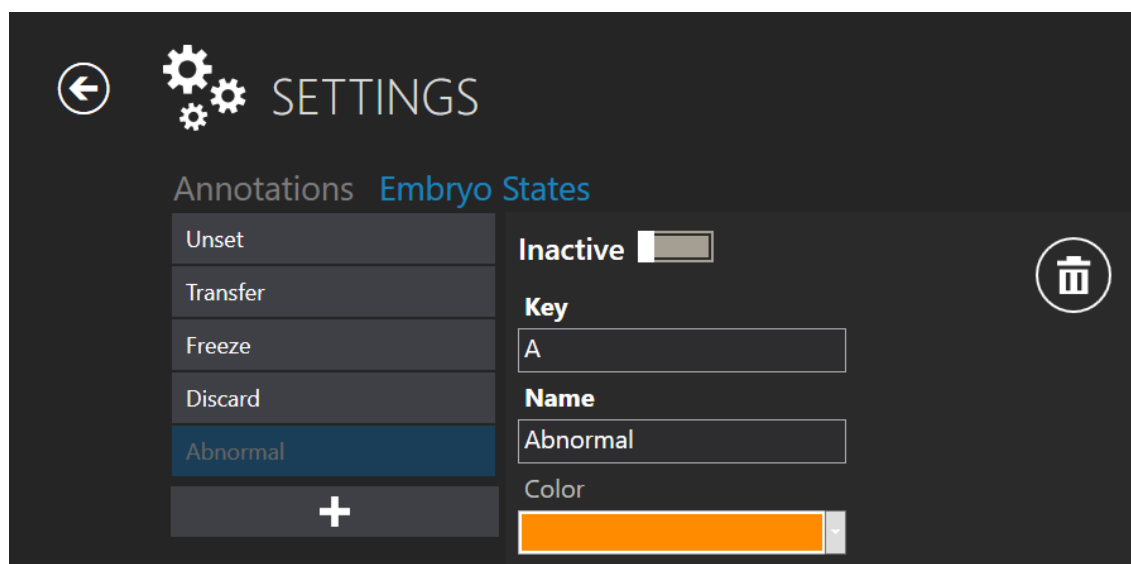 SETTINGS
Annotations Embryo States
Unset
Transfer
Freeze
Discard
Abnormal
Inactive
Key
A
Name
Abnormal
Color